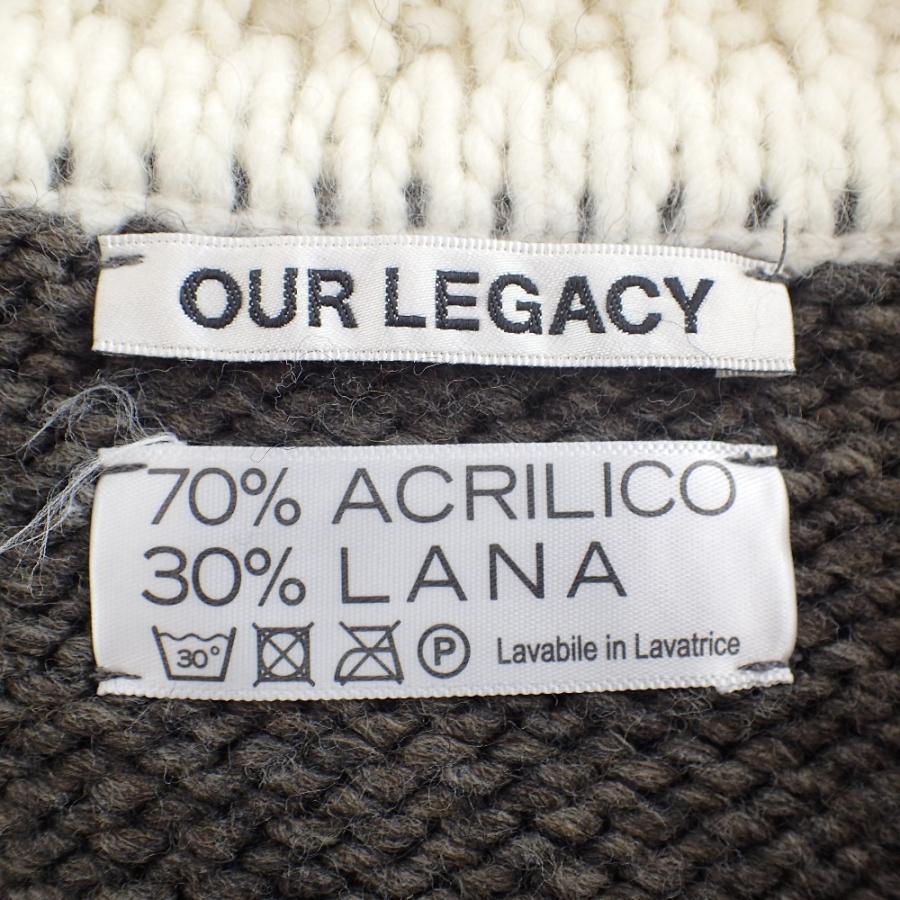 OUR LEGACY
70% ACRILICO
30% LANA
30° P Lavabile in Lavatrice